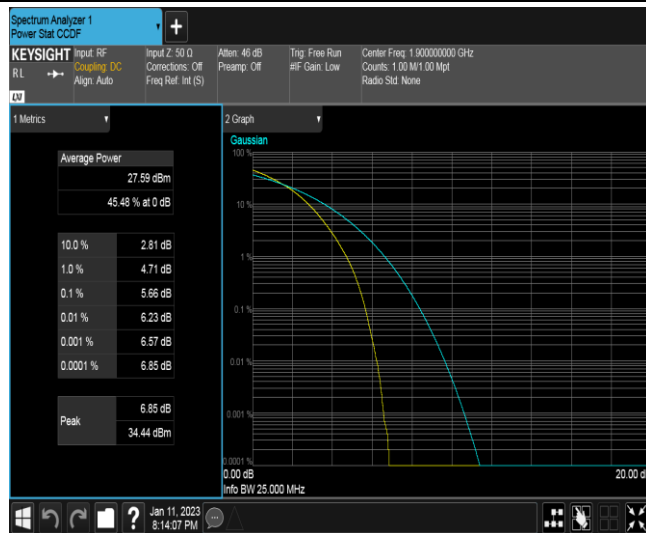 Spectrum Analyzer 1
Power Stat CCDF
+
KEYSIGHT
RL
LXI
Input: RF
Coupling: DC
Align: Auto
Input Z: 50 Ω
Corrections: Off
Freq Ref: Int (S)
Atten: 46 dB
Preamp: Off
Trig: Free Run
#IF Gain: Low
Center Freq: 1.900000000 GHz
Counts: 1.00 M/1.00 Mpt
Radio Std: None
1 Metrics
Average Power
27.59 dBm
45.48 % at 0 dB
10.0 % 2.81 dB
1.0 % 4.71 dB
0.1 % 5.66 dB
0.01 % 6.23 dB
0.001 % 6.57 dB
0.0001 % 6.85 dB
Peak
6.85 dB
34.44 dBm
2 Graph
Gaussian
100 %
10 %
1 %
0.1 %
0.01 %
0.001 %
0.0001 %
0.00 dB
20.00 d
Info BW 25.000 MHz
?
Jan 11, 2023
8:14:07 PM